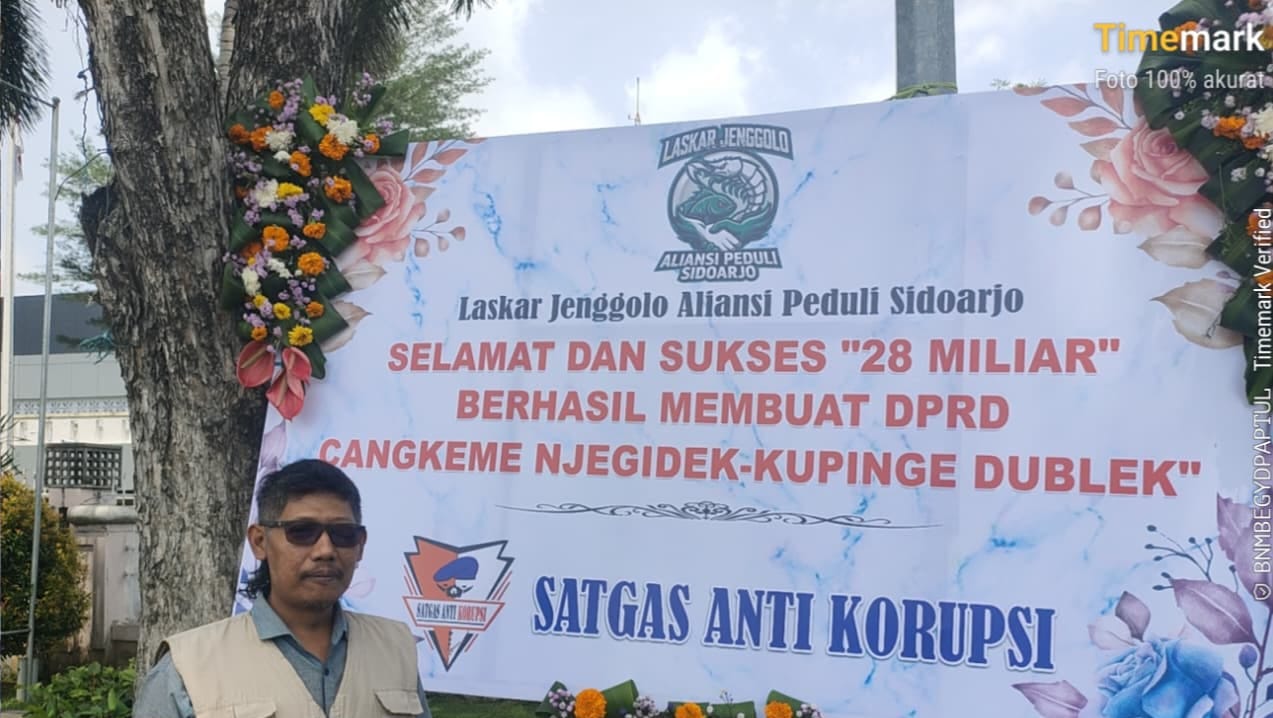 Timemark
Foto 100% akurat
LASKAR JENGGOLO
ALIANSI PEDULI
SIDOARJO
Laskar Jenggolo Aliansi Peduli Sidoarjo
SELAMAT DAN SUKSES "28 MILIAR"
BERHASIL MEMBUAT DPRD
CANGKEME NJEGIDEK-KUPINGE DUBLEK"
SATGAS ANTI KORUPSI
SATGAS ANTI KORUPSI
BNMBEGYDPAPTUL Timemark Verified